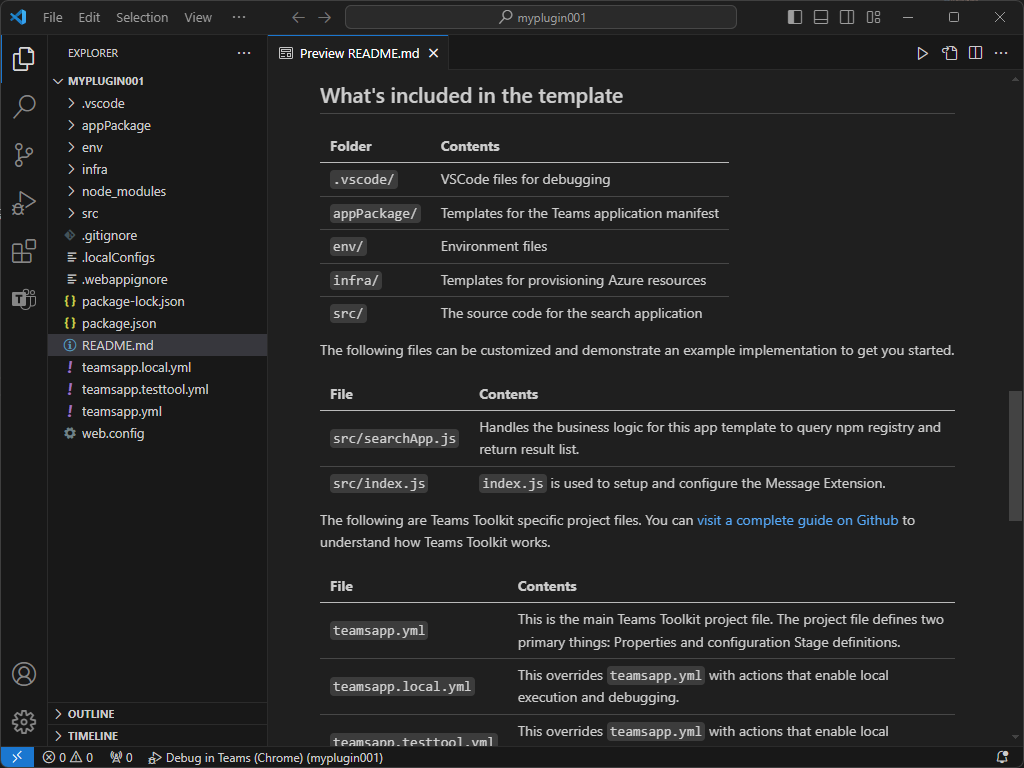 File Edit Selection View ··· myplugin001
EXPLORER ···
MYPLUGIN001
.vscode
appPackage
env
infra
node_modules
src
.gitignore
.localConfigs
.webappignore
package-lock.json
package.json
README.md
teamsapp.local.yml
teamsapp.testtool.yml
teamsapp.yml
web.config
OUTLINE
TIMELINE
Preview README.md
What's included in the template
Folder Contents
.vscode/ VSCode files for debugging
appPackage/ Templates for the Teams application manifest
env/ Environment files
infra/ Templates for provisioning Azure resources
src/ The source code for the search application
The following files can be customized and demonstrate an example implementation to get you started.
File Contents
src/searchApp.js Handles the business logic for this app template to query npm registry and
return result list.
src/index.js index.js is used to setup and configure the Message Extension.
The following are Teams Toolkit specific project files. You can visit a complete guide on Github to
understand how Teams Toolkit works.
File Contents
teamsapp.yml This is the main Teams Toolkit project file. The project file defines two
primary things: Properties and configuration Stage definitions.
teamsapp.local.yml This overrides teamsapp.yml with actions that enable local
execution and debugging.
teamsapp.testtool.yml This overrides teamsapp.yml with actions that enable local
0 0 0 Debug in Teams (Chrome) (myplugin001)